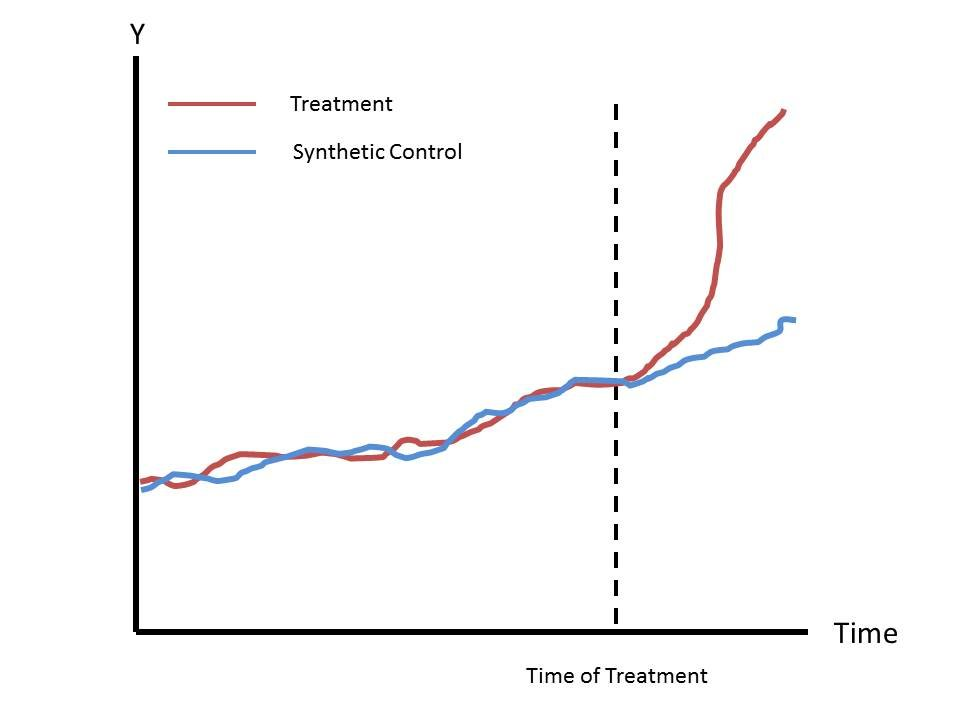 Y
Treatment
Synthetic Control
Time
Time of Treatment